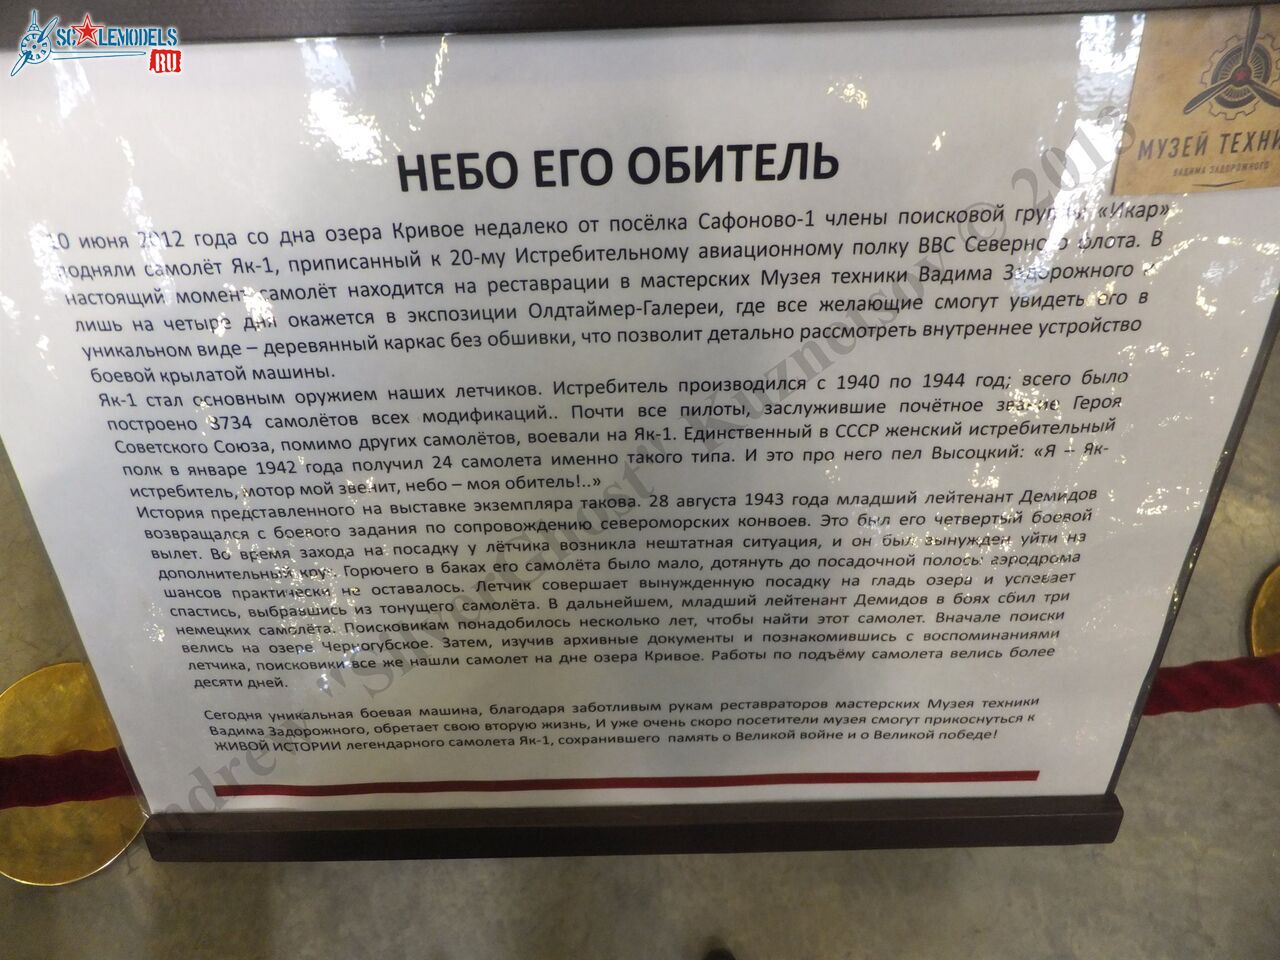 SCALEMODELS
RU
МУЗЕЙ ТЕХНИ
ВАДИМА ЗАДОРОЖНОГО
НЕБО ЕГО ОБИТЕЛЬ
10 июня 2012 года со дна озера Кривое недалеко от посёлка Сафоново-1 члены поисковой группы «Икар»
подняли самолёт Як-1, приписанный к 20-му Истребительному авиационному полку ВВС Северного флота. В
настоящий момент самолёт находится на реставрации в мастерских Музея техники Вадима Задорожного и
лишь на четыре дня окажется в экспозиции Олдтаймер-Галереи, где все желающие смогут увидеть его в
уникальном виде – деревянный каркас без обшивки, что позволит детально рассмотреть внутреннее устройство
боевой крылатой машины.
Як-1 стал основным оружием наших летчиков. Истребитель производился с 1940 по 1944 год; всего было
построено 8734 самолётов всех модификаций.. Почти все пилоты, заслужившие почётное звание Героя
Советского Союза, помимо других самолётов, воевали на Як-1. Единственный в СССР женский истребительный
полк в январе 1942 года получил 24 самолета именно такого типа. И это про него пел Высоцкий: «Я – Як-
истребитель, мотор мой звенит, небо – моя обитель!..»
История представленного на выставке экземпляра такова. 28 августа 1943 года младший лейтенант Демидов
возвращался с боевого задания по сопровождению североморских конвоев. Это был его четвертый боевой
вылет. Во время захода на посадку у лётчика возникла нештатная ситуация, и он был вынужден уйти на
дополнительный круг. Горючего в баках его самолёта было мало, дотянуть до посадочной полосы аэродрома
шансов практически не оставалось. Летчик совершает вынужденную посадку на гладь озера и успевает
спастись, выбравшись из тонущего самолёта. В дальнейшем, младший лейтенант Демидов в боях сбил три
немецких самолёта. Поисковикам понадобилось несколько лет, чтобы найти этот самолет. Вначале поиски
велись на озере Черногубское. Затем, изучив архивные документы и познакомившись с воспоминаниями
летчика, поисковики все же нашли самолет на дне озера Кривое. Работы по подъёму самолета велись более
десяти дней.
Сегодня уникальная боевая машина, благодаря заботливым рукам реставраторов мастерских Музея техники
Вадима Задорожного, обретает свою вторую жизнь, И уже очень скоро посетители музея смогут прикоснуться к
ЖИВОЙ ИСТОРИИ легендарного самолета Як-1, сохранившего память о Великой войне и о Великой победе!
Andrew "SilverGhost" Kuznetsov © 2013